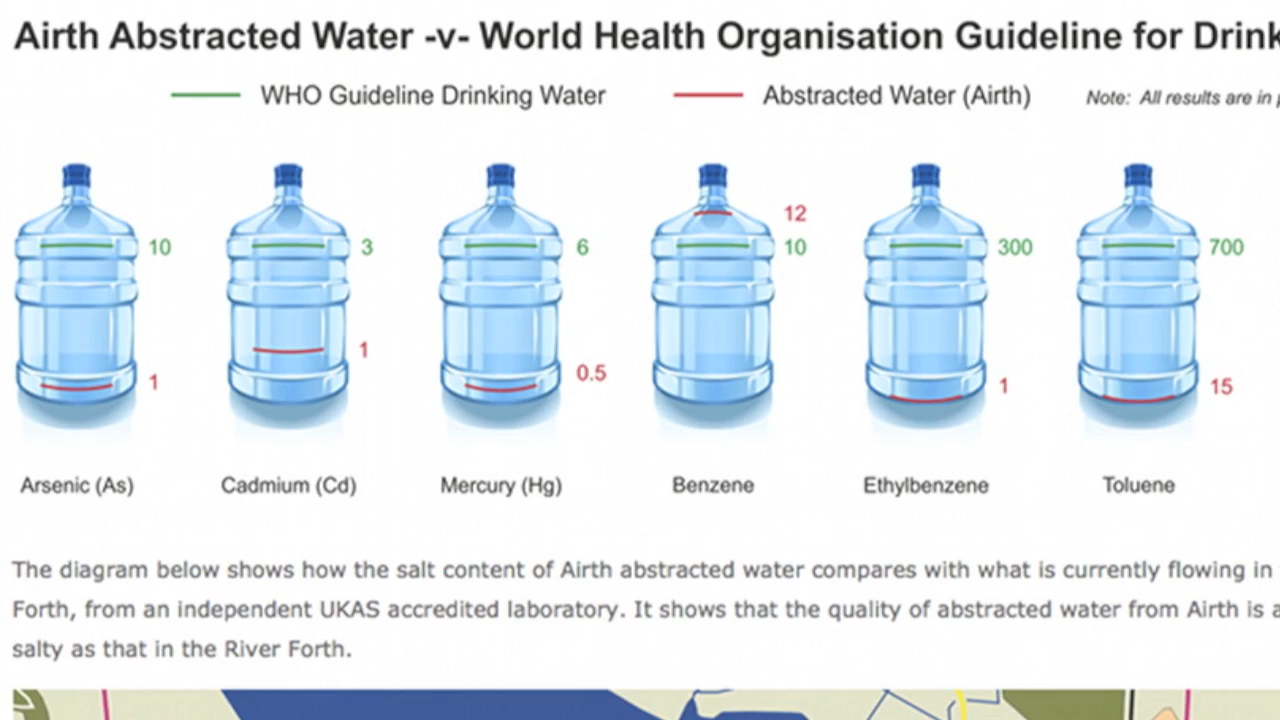 Airth Abstracted Water -v- World Health Organisation Guideline for
WHO Guideline Drinking Water
Abstracted Water (Airth)
Note: All results are in
12
10 3 6 10 300 700
1
0.5
1 1 15
Arsenic (As) Cadmium (Cd) Mercury (Hg) Benzene Ethylbenzene Toluene
The diagram below shows how the salt content of Airth abstracted water compares with what is currently flowing in
Forth, from an independent UKAS accredited laboratory. It shows that the quality of abstracted water from Airth is
salty as that in the River Forth.